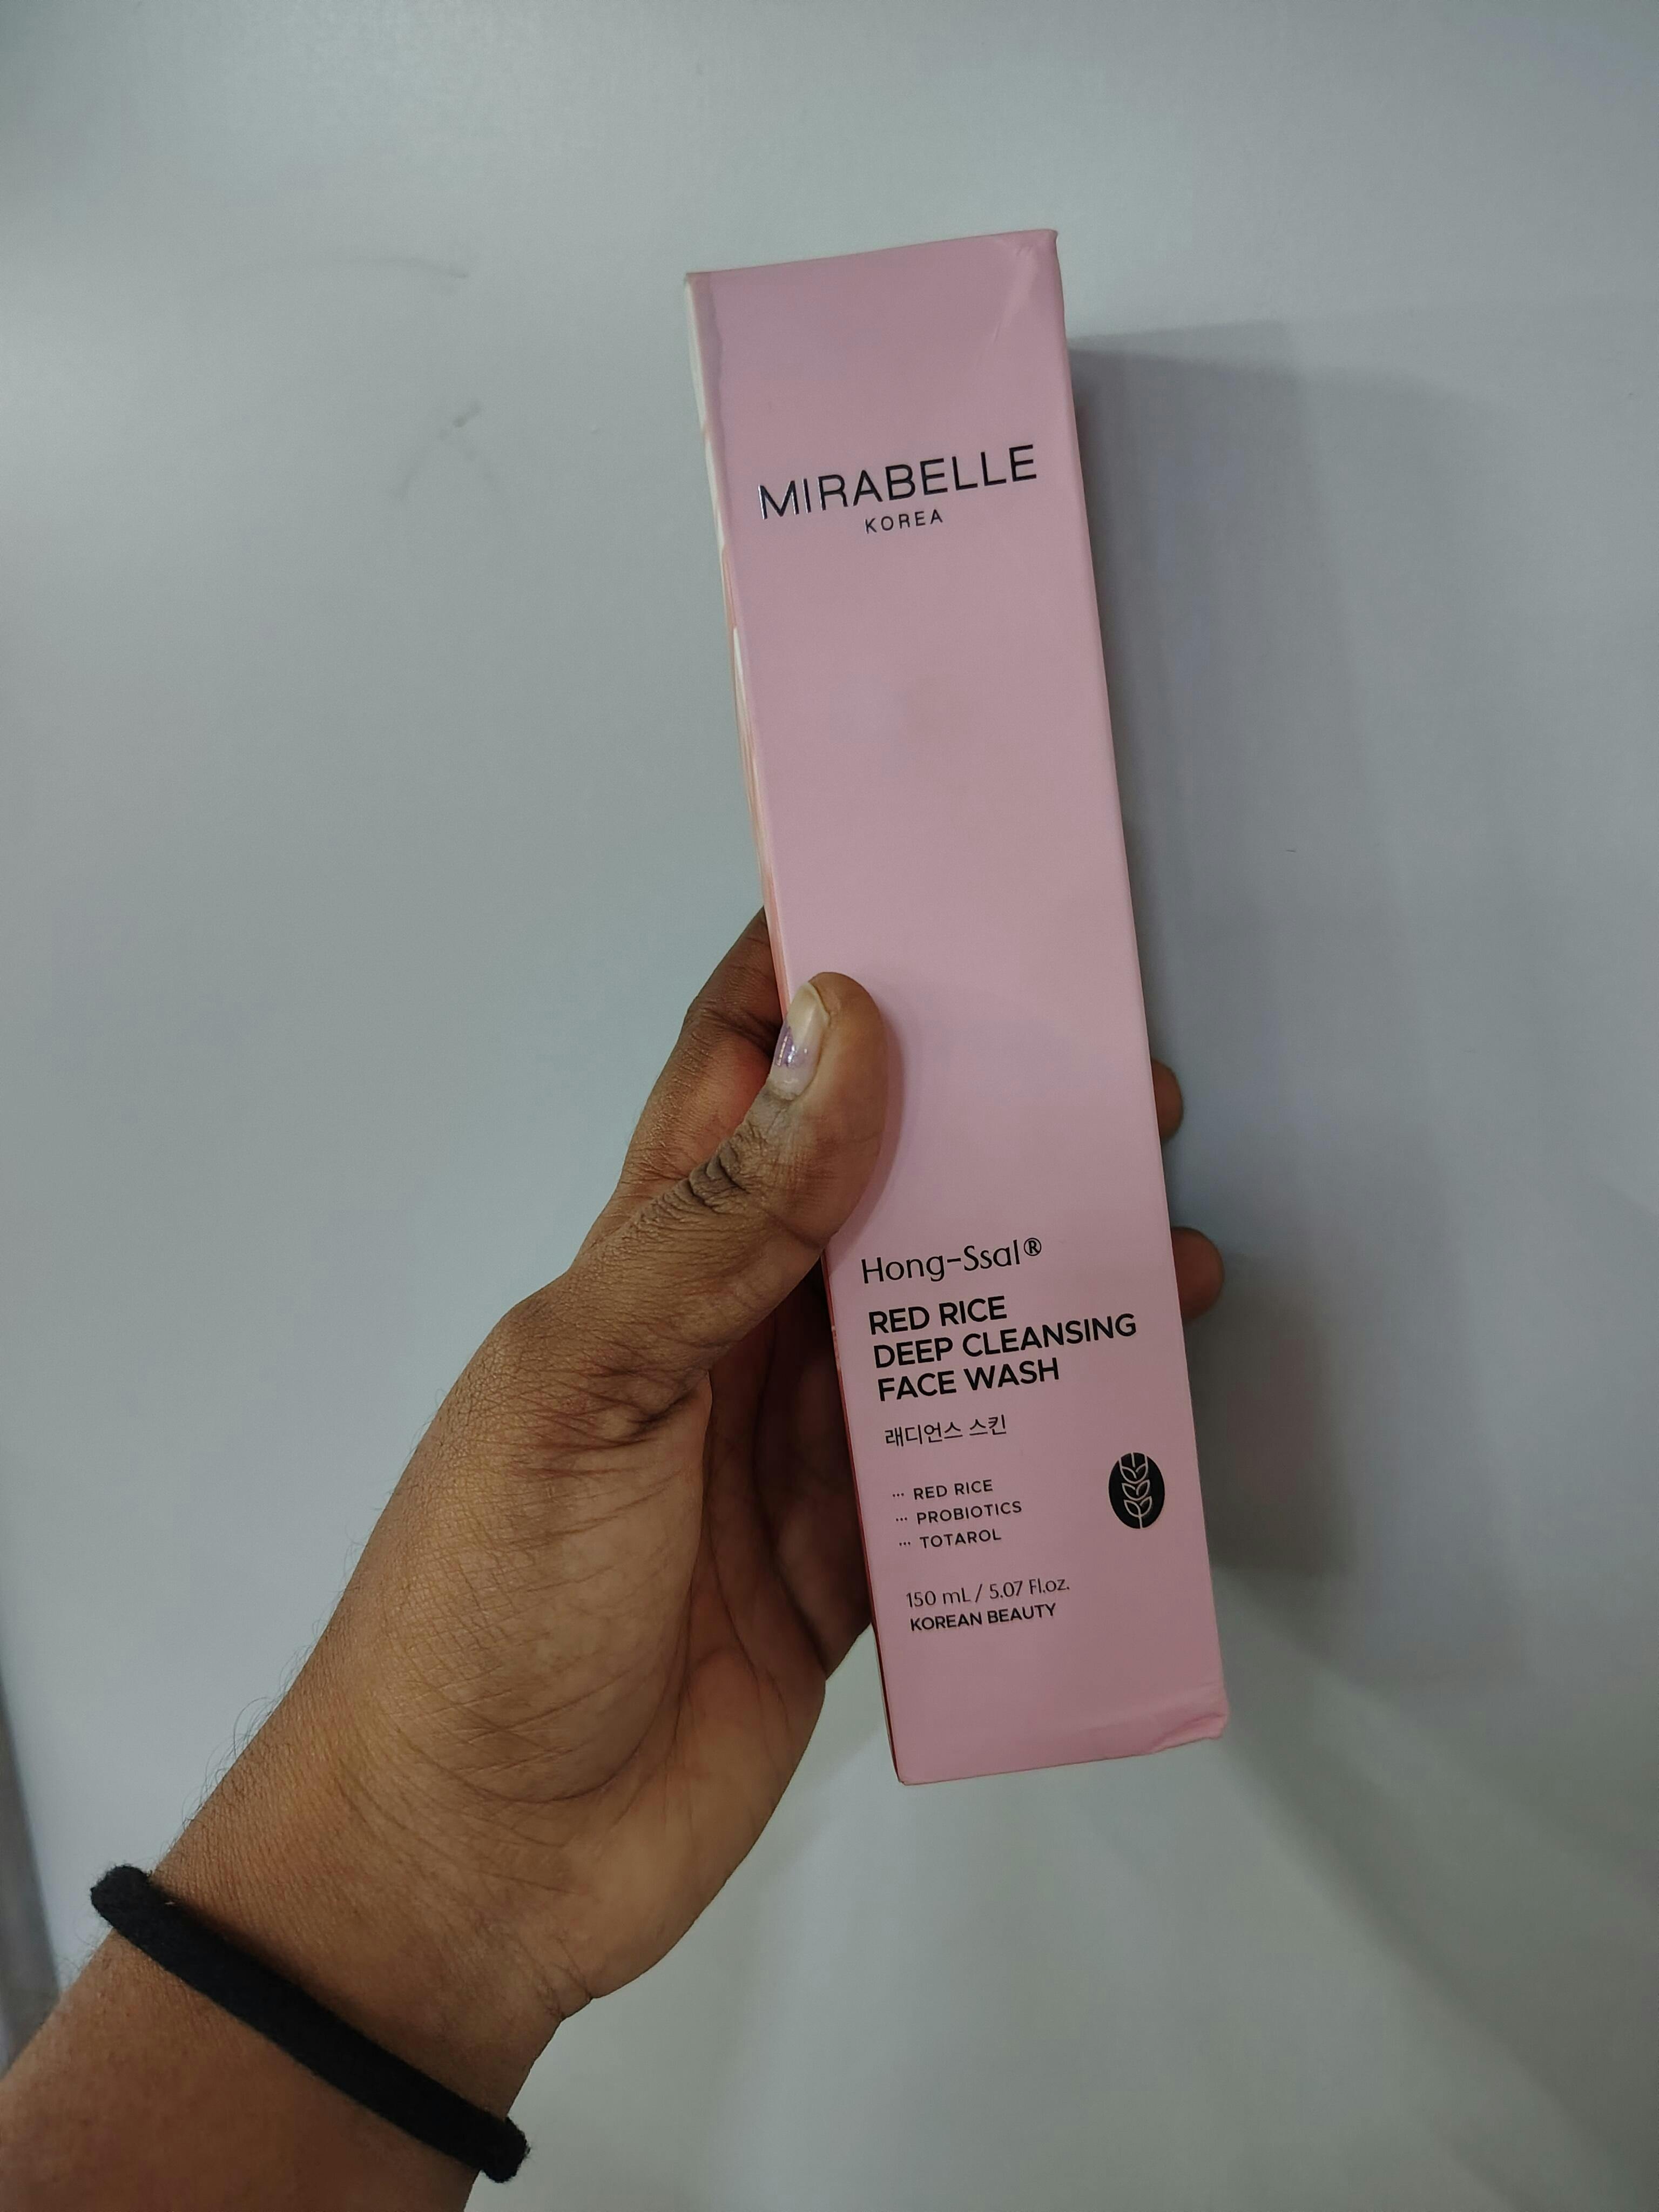 MIRABELLE
KOREA
Hong-Ssal®
RED RICE
DEEP CLEANSING
FACE WASH
래디언스 스킨
··· RED RICE
··· PROBIOTICS
··· TOTAROL
150 mL / 5.07 Fl.oz.
KOREAN BEAUTY